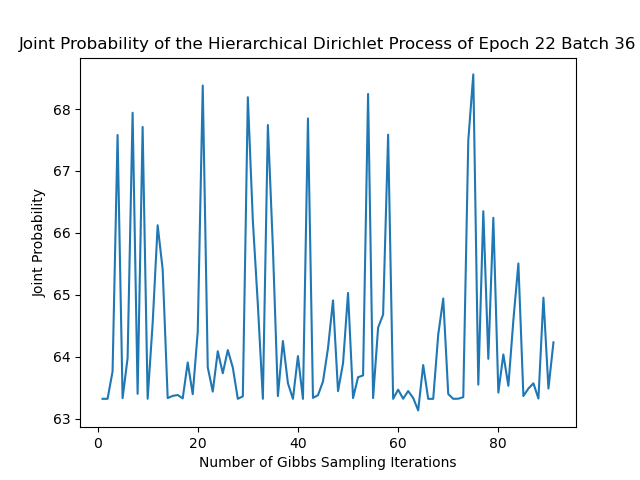 Joint Probability of the Hierarchical Dirichlet Process of Epoch 22 Batch 36
68
67
66
65
64
63
Joint Probability
0 20 40 60 80
Number of Gibbs Sampling Iterations